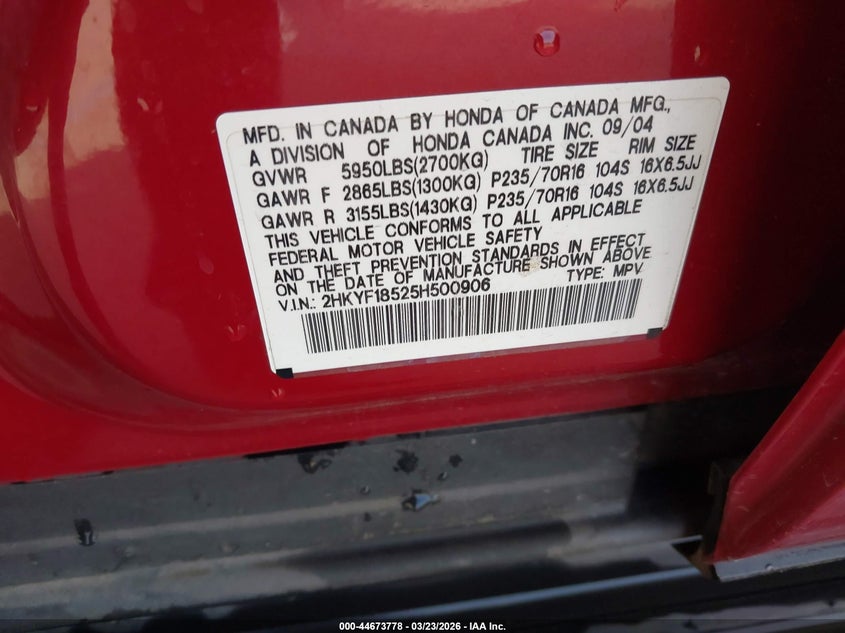 MFD. IN CANADA BY HONDA OF CANADA MFG.,
A DIVISION OF HONDA CANADA INC. 09/04
GVWR 5950LBS(2700KG) TIRE SIZE RIM SIZE
GAWR F 2865LBS(1300KG) P235/70R16 104S 16X6.5JJ
GAWR R 3155LBS(1430KG) P235/70R16 104S 16X6.5JJ
THIS VEHICLE CONFORMS TO ALL APPLICABLE
FEDERAL MOTOR VEHICLE SAFETY
AND THEFT PREVENTION STANDARDS IN EFFECT
ON THE DATE OF MANUFACTURE SHOWN ABOVE
V.I.N.: 2HKYF18525H500906 TYPE: MPV
000-44673778 - 03/23/2026 - IAA Inc.